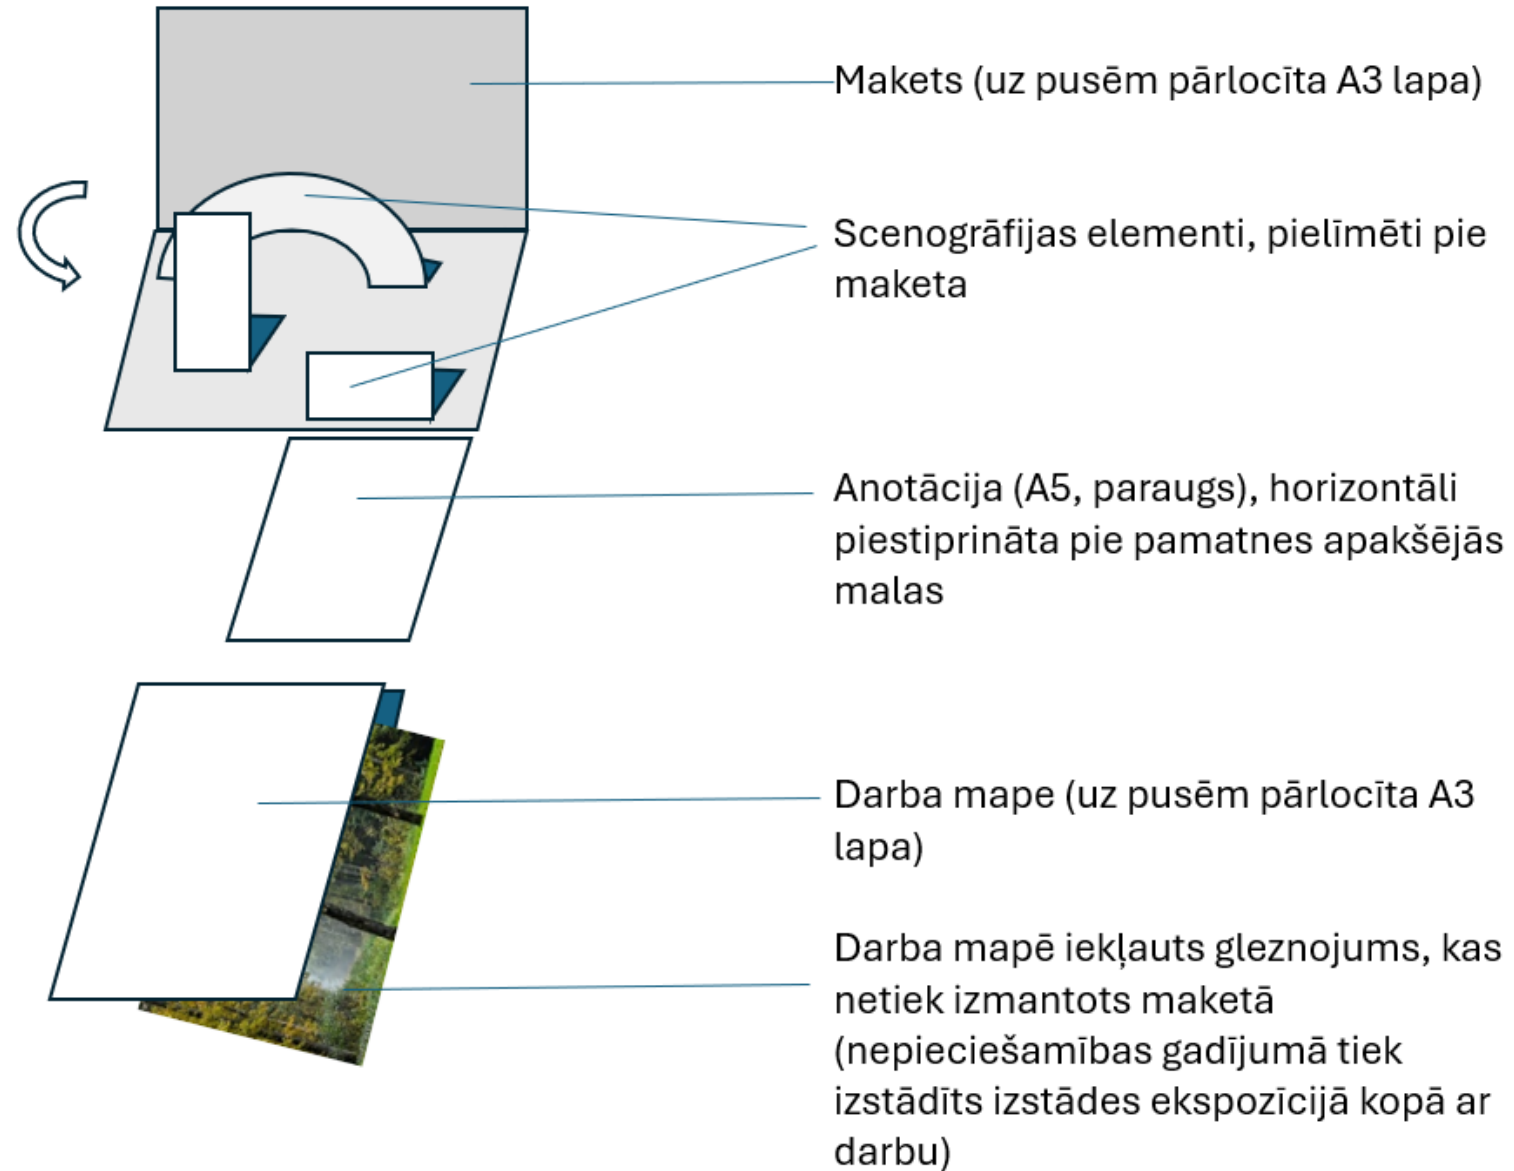 Makets (uz pusēm pārlocīta A3 lapa)
Scenogrāfijas elementi, pielīmēti pie
maketa
Anotācija (A5, paraugs), horizontāli
piestiprināta pie pamatnes apakšējās
malas
Darba mape (uz pusēm pārlocīta A3
lapa)
Darba mapē iekļauts gleznojums, kas
netiek izmantots maketā
(nepieciešamības gadījumā tiek
izstādīts izstādes ekspozīcijā kopā ar
darbu)